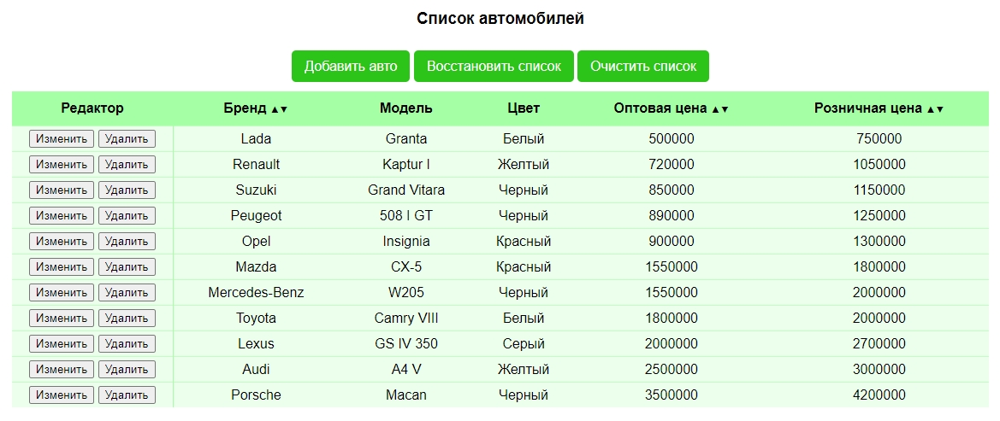 Список автомобилей
Добавить авто Восстановить список Очистить список
Редактор Бренд ▲▼ Модель Цвет Оптовая цена ▲▼ Розничная цена ▲▼
Изменить Удалить Lada Granta Белый 500000 750000
Изменить Удалить Renault Kaptur I Желтый 720000 1050000
Изменить Удалить Suzuki Grand Vitara Черный 850000 1150000
Изменить Удалить Peugeot 508 I GT Черный 890000 1250000
Изменить Удалить Opel Insignia Красный 900000 1300000
Изменить Удалить Mazda CX-5 Красный 1550000 1800000
Изменить Удалить Mercedes-Benz W205 Черный 1550000 2000000
Изменить Удалить Toyota Camry VIII Белый 1800000 2000000
Изменить Удалить Lexus GS IV 350 Серый 2000000 2700000
Изменить Удалить Audi A4 V Желтый 2500000 3000000
Изменить Удалить Porsche Macan Черный 3500000 4200000